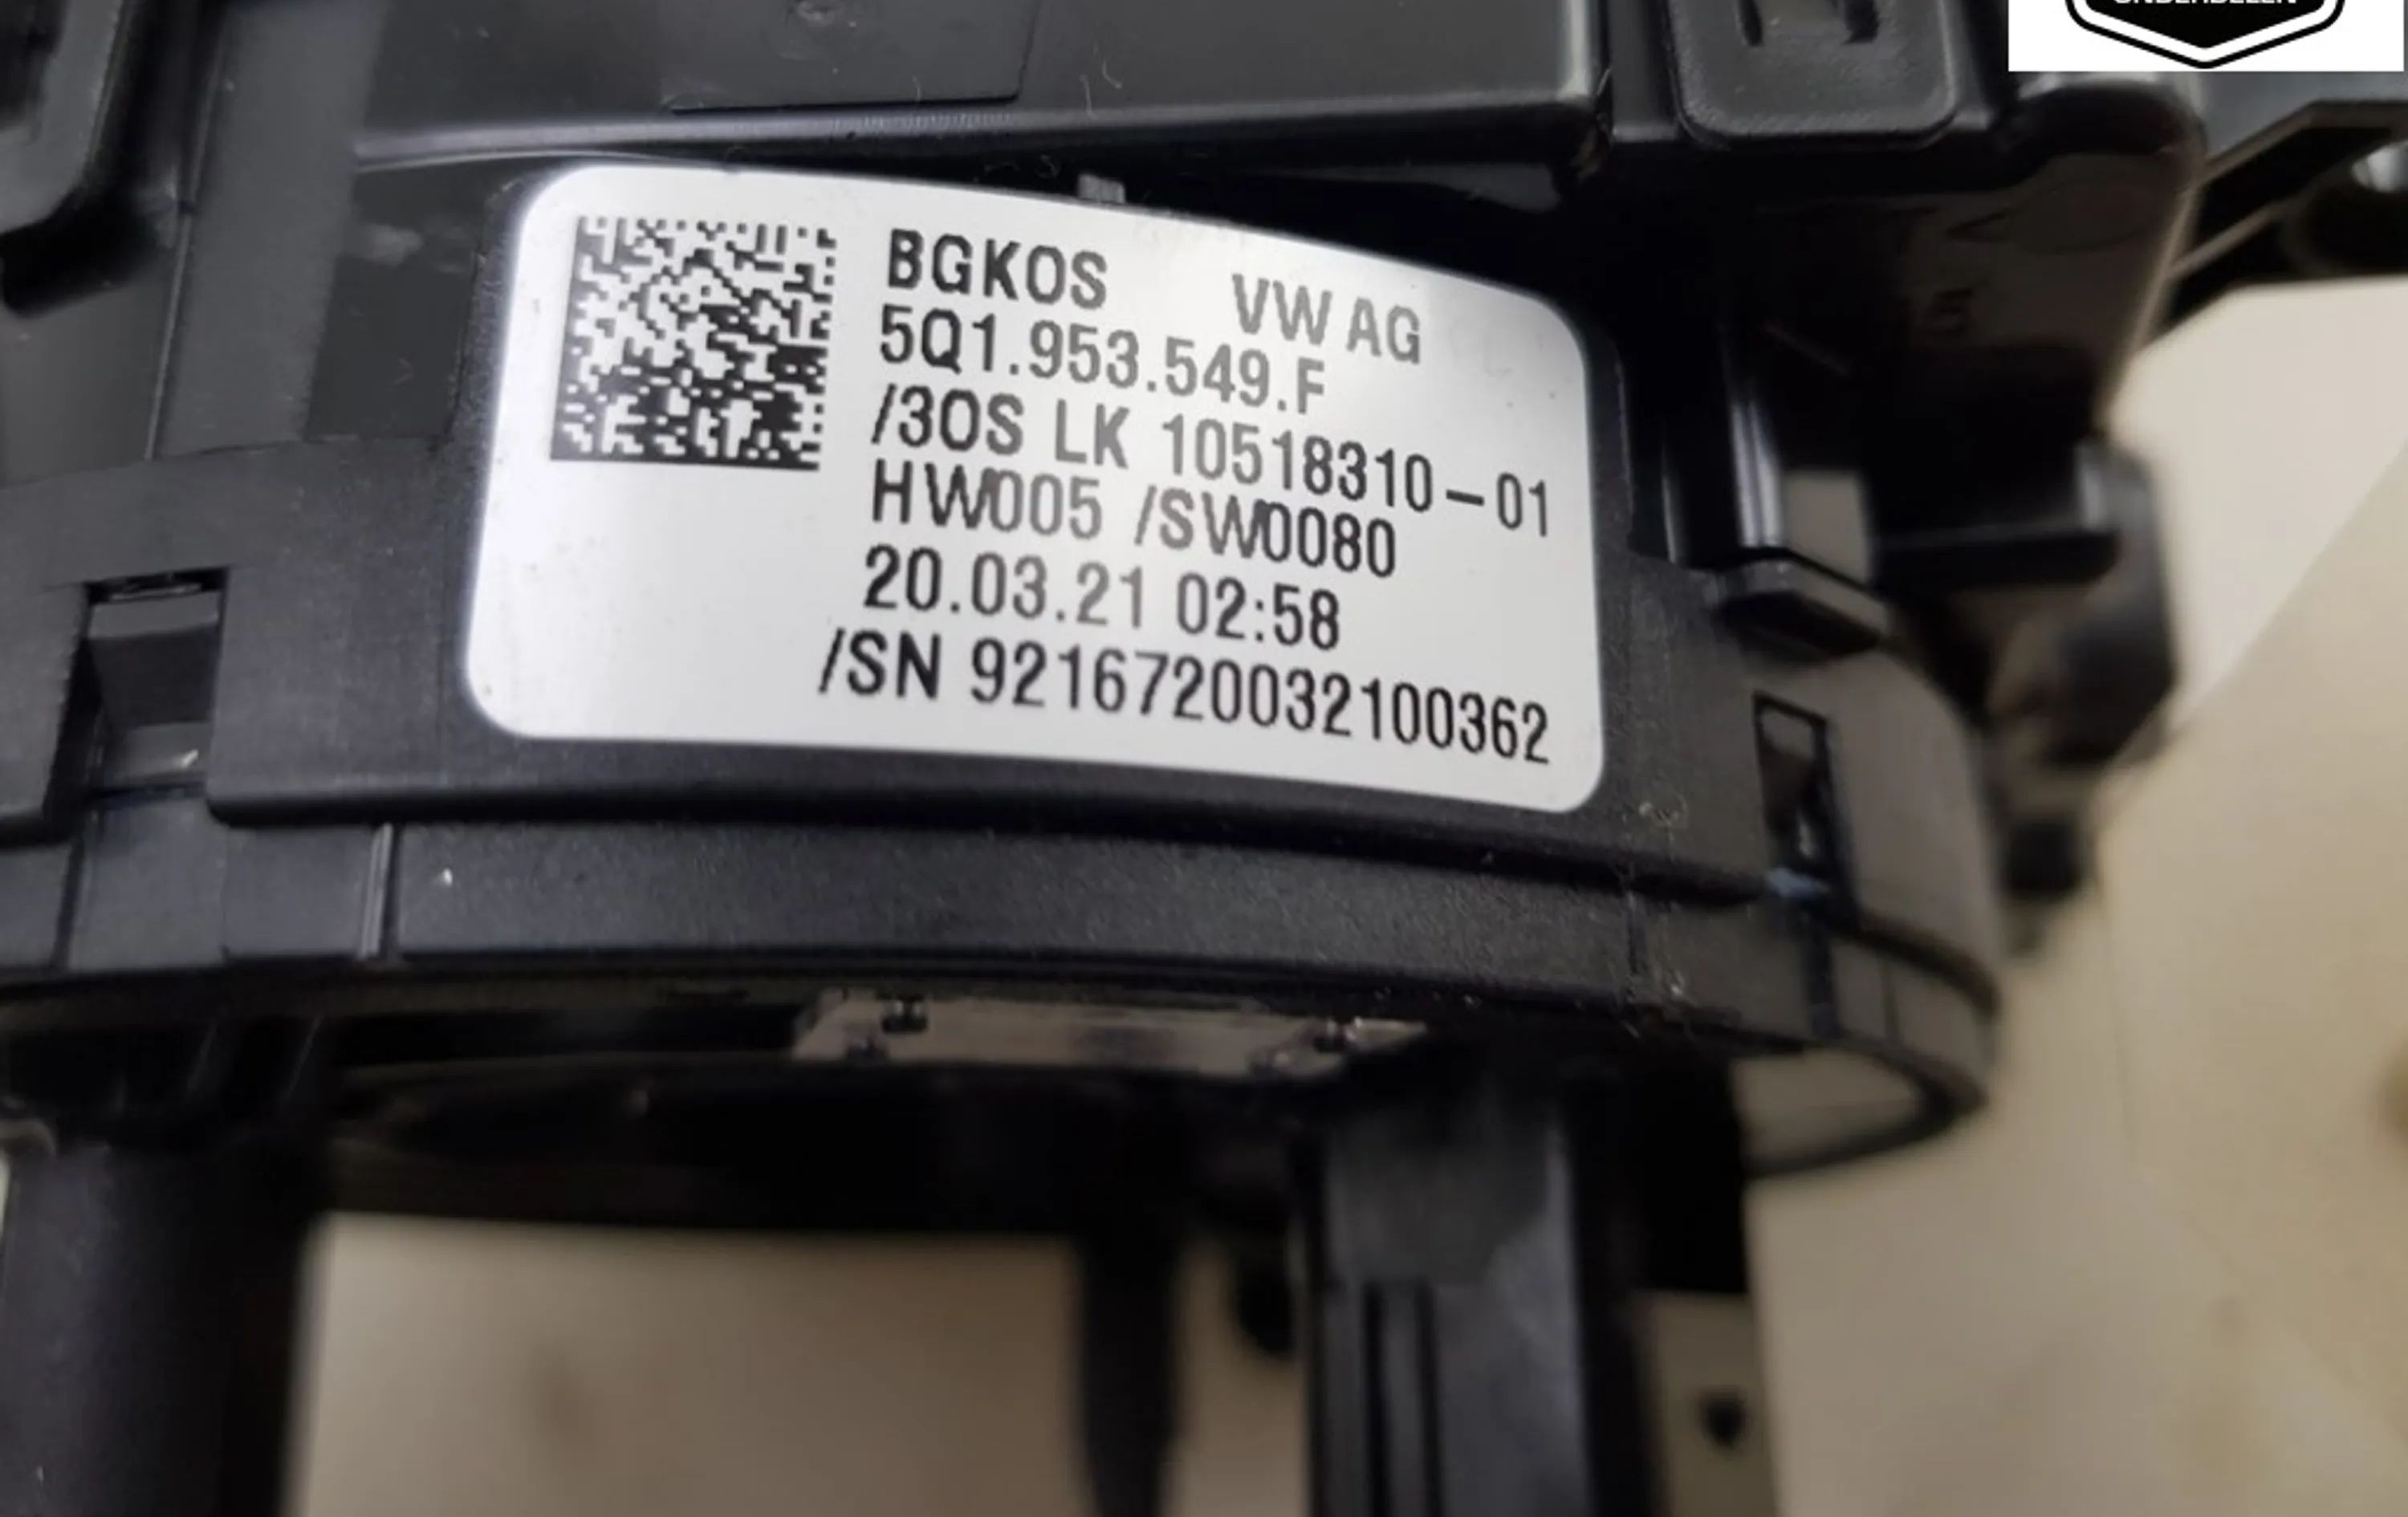 ONDERDELEN
BGKOS VW AG
5Q1.953.549.F
/3OS LK 10518310-01
HW005 /SW0080
20.03.21 02:58
/SN 9216720032100362